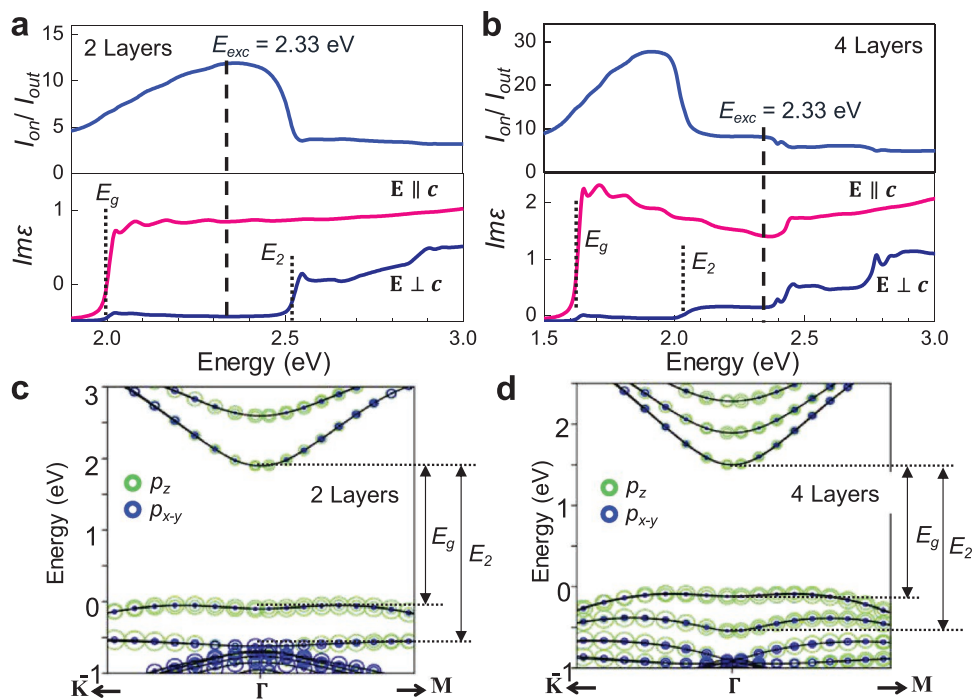 a
2 Layers
E_exc = 2.33 eV
I_on / I_out
15
10
5
0
E_g
E ∥ c
E_2
E ⊥ c
Imε
1
0
2.0
2.5
3.0
Energy (eV)
b
4 Layers
E_exc = 2.33 eV
I_on / I_out
30
20
10
0
E ∥ c
E_g
E_2
E ⊥ c
Imε
2
1
0
1.5
2.0
2.5
3.0
Energy (eV)
c
3
2
1
0
-1
Energy (eV)
p_z
p_x-y
2 Layers
E_g
E_2
K̄
Γ
M
d
2
1
0
-1
Energy (eV)
p_z
p_x-y
4 Layers
E_g
E_2
K̄
Γ
M